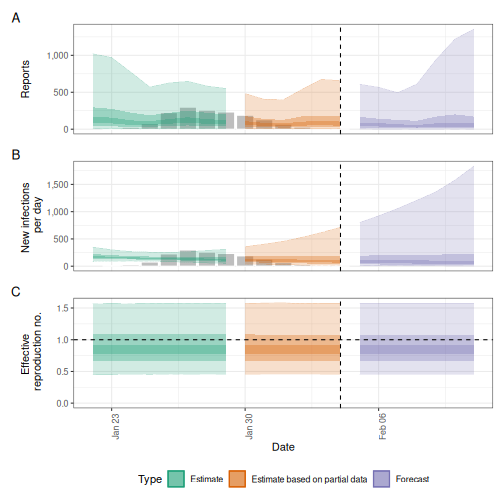 A
Reports
1,000
500
0
B
New infections
per day
1,500
1,000
500
0
C
Effective
reproduction no.
1.5
1.0
0.5
0.0
Jan 23
Jan 30
Feb 06
Date
Type Estimate Estimate based on partial data Forecast